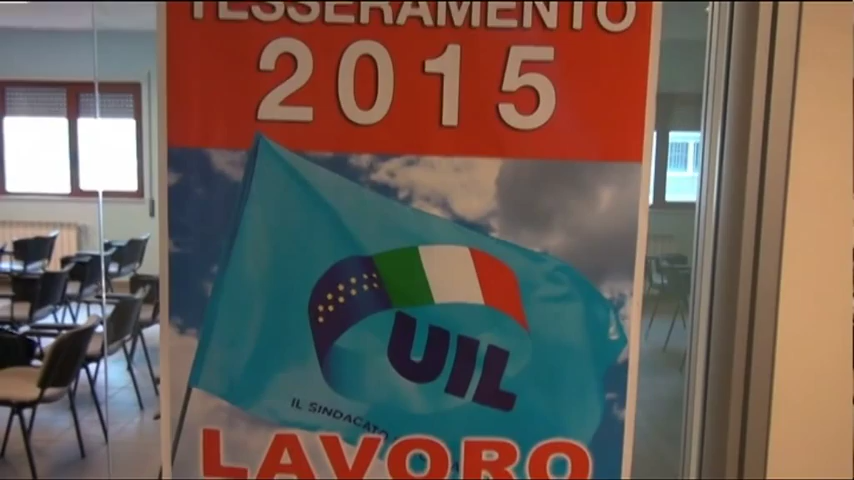 TESSERAMENTO
2015
UIL
IL SINDACATO
LAVORO